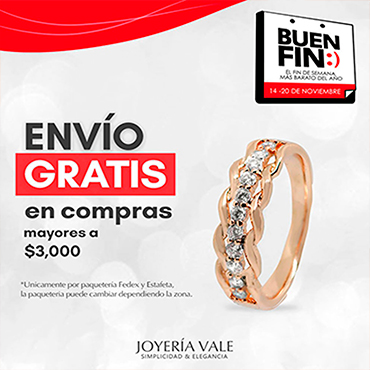 BUEN
FIN:)
EL FIN DE SEMANA
MÁS BARATO DEL AÑO
14 -20 DE NOVIEMBRE
ENVÍO
GRATIS
en compras
mayores a
$3,000
*Unicamente por paquetería Fedex y Estafeta,
la paquetería puede cambiar dependiendo la zona.
JOYERÍA VALE
SIMPLICIDAD & ELEGANCIA